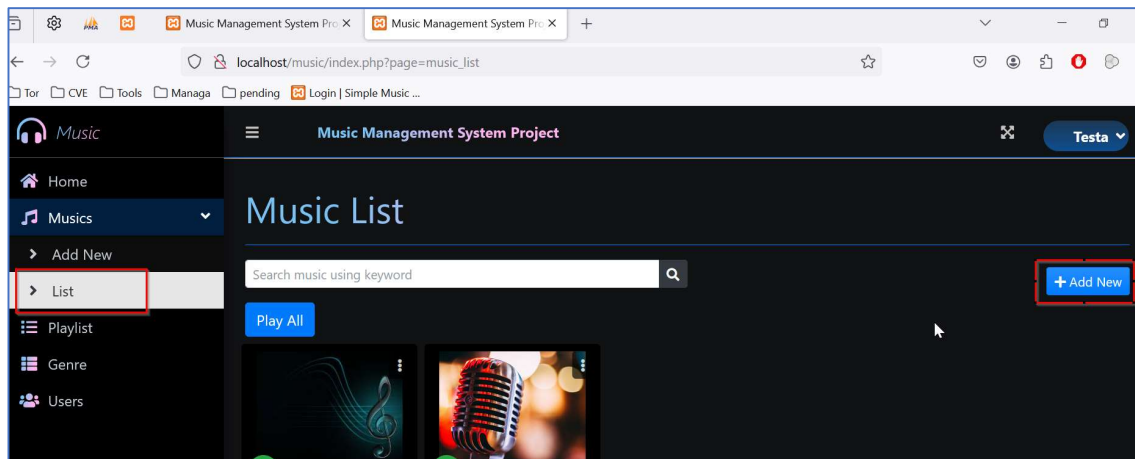 PMA
Music Management System Pro
Music Management System Pro
localhost/music/index.php?page=music_list
Tor
CVE
Tools
Managa
pending
Login | Simple Music ...
Music
Music Management System Project
Testa
Home
Musics
Add New
List
Playlist
Genre
Users
Music List
Search music using keyword
+ Add New
Play All